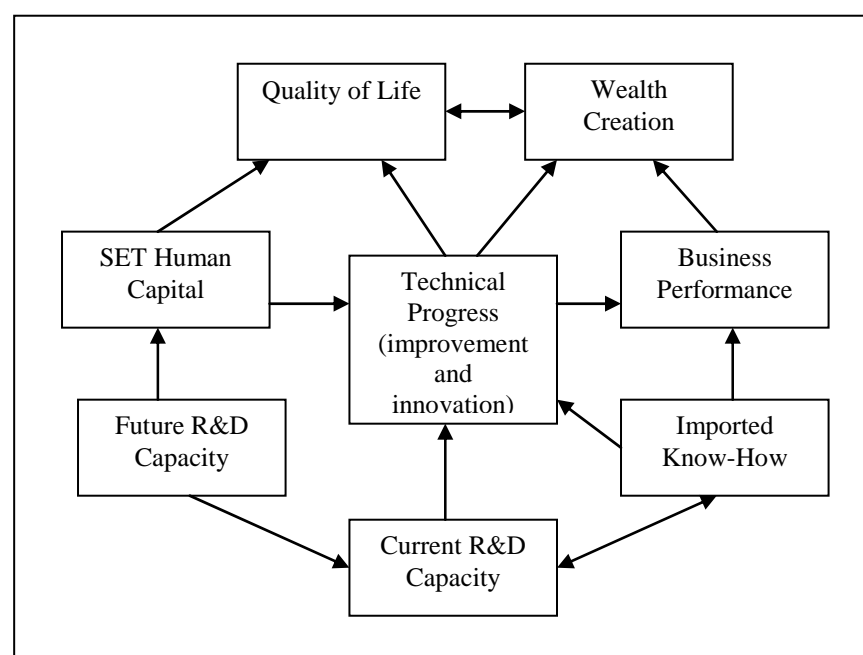 Quality of Life
Wealth
Creation
SET Human
Capital
Technical
Progress
(improvement
and
innovation)
Business
Performance
Future R&D
Capacity
Imported
Know-How
Current R&D
Capacity